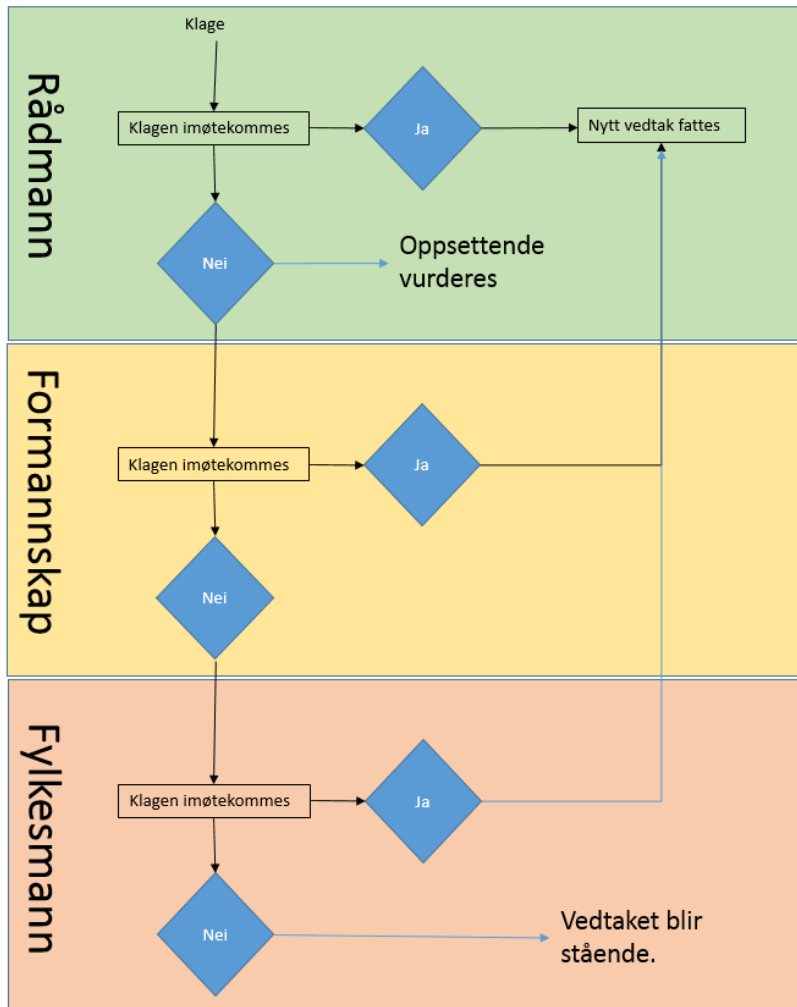 Rådmann
Klage
Klagen imøtekommes
Ja
Nytt vedtak fattes
Nei
Oppsettende
vurderes
Formannskap
Klagen imøtekommes
Ja
Nei
Fylkesmann
Klagen imøtekommes
Ja
Nei
Vedtaket blir
stående.